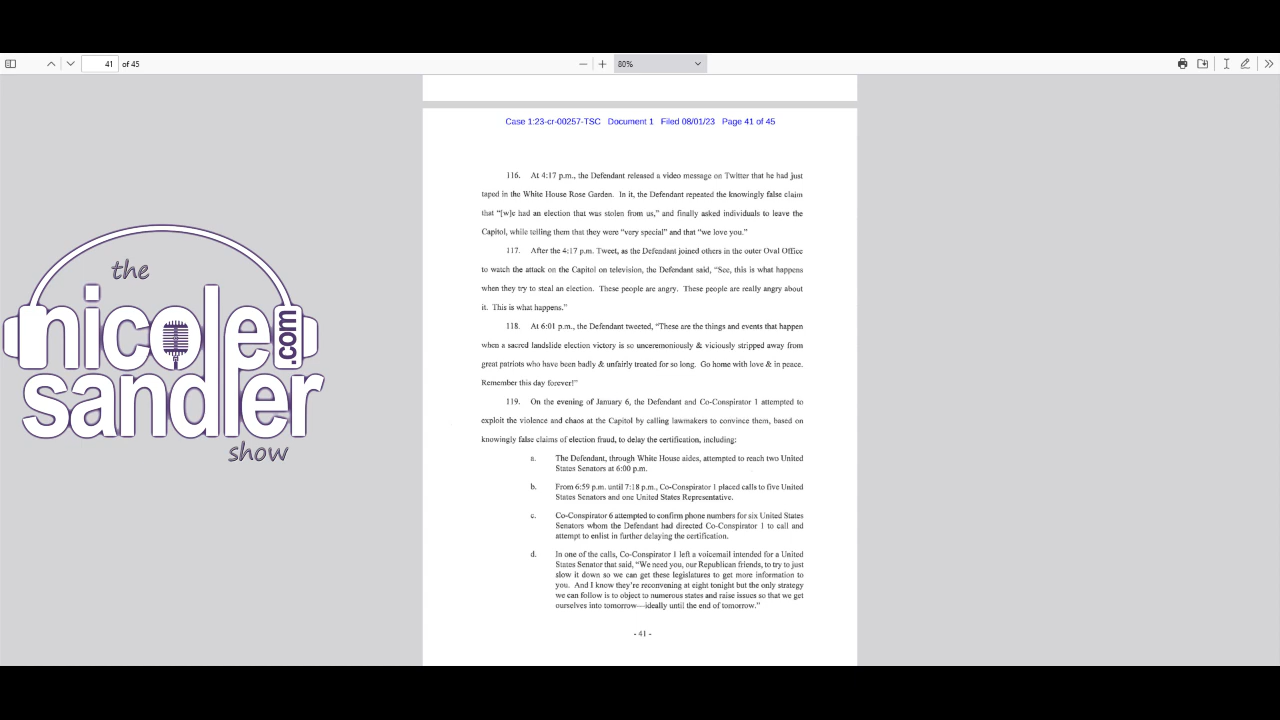 41 of 45
80%
Case 1:23-cr-00257-TSC Document 1 Filed 08/01/23 Page 41 of 45
116. At 4:17 p.m., the Defendant released a video message on Twitter that he had just
taped in the White House Rose Garden. In it, the Defendant repeated the knowingly false claim
that “[w]e had an election that was stolen from us,” and finally asked individuals to leave the
Capitol, while telling them that they were “very special” and that “we love you.”
117. After the 4:17 p.m. Tweet, as the Defendant joined others in the outer Oval Office
to watch the attack on the Capitol on television, the Defendant said, “See, this is what happens
when they try to steal an election. These people are angry. These people are really angry about
it. This is what happens.”
118. At 6:01 p.m., the Defendant tweeted, “These are the things and events that happen
when a sacred landslide election victory is so unceremoniously & viciously stripped away from
great patriots who have been badly & unfairly treated for so long. Go home with love & in peace.
Remember this day forever!”
119. On the evening of January 6, the Defendant and Co-Conspirator 1 attempted to
exploit the violence and chaos at the Capitol by calling lawmakers to convince them, based on
knowingly false claims of election fraud, to delay the certification, including:
a. The Defendant, through White House aides, attempted to reach two United
States Senators at 6:00 p.m.
b. From 6:59 p.m. until 7:18 p.m., Co-Conspirator 1 placed calls to five United
States Senators and one United States Representative.
c. Co-Conspirator 6 attempted to confirm phone numbers for six United States
Senators whom the Defendant had directed Co-Conspirator 1 to call and
attempt to enlist in further delaying the certification.
d. In one of the calls, Co-Conspirator 1 left a voicemail intended for a United
States Senator that said, “We need you, our Republican friends, to try to just
slow it down so we can get these legislatures to get more information to
you. And I know they're reconvening at eight tonight but the only strategy
we can follow is to object to numerous states and raise issues so that we get
ourselves into tomorrow—ideally until the end of tomorrow.”
- 41 -
the
nicole
.com
sandler
show